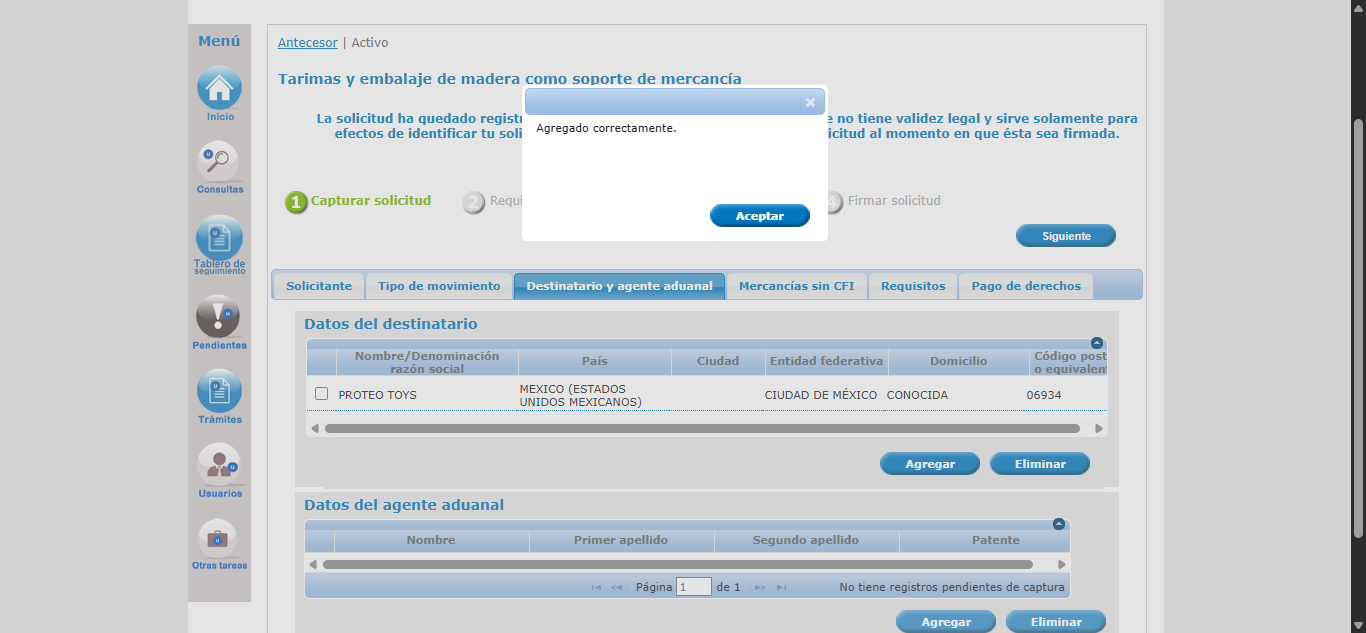 Menú
Inicio
Consultas
Tablero de
seguimiento
Pendientes
Trámites
Usuarios
Otras tareas
Antecesor | Activo
Tarimas y embalaje de madera como soporte de mercancía
La solicitud ha quedado registr
e no tiene validez legal y sirve solamente para
efectos de identificar tu soli
icitud al momento en que ésta sea firmada.
Agregado correctamente.
Aceptar
1 Capturar solicitud
2 Requi
4 Firmar solicitud
Siguiente
Solicitante
Tipo de movimiento
Destinatario y agente aduanal
Mercancías sin CFI
Requisitos
Pago de derechos
Datos del destinatario
Nombre/Denominación
razón social
País
Ciudad
Entidad federativa
Domicilio
Código post
o equivalen
PROTEO TOYS
MEXICO (ESTADOS
UNIDOS MEXICANOS)
CIUDAD DE MÉXICO
CONOCIDA
06934
Agregar
Eliminar
Datos del agente aduanal
Nombre
Primer apellido
Segundo apellido
Patente
Página 1 de 1
No tiene registros pendientes de captura
Agregar
Eliminar